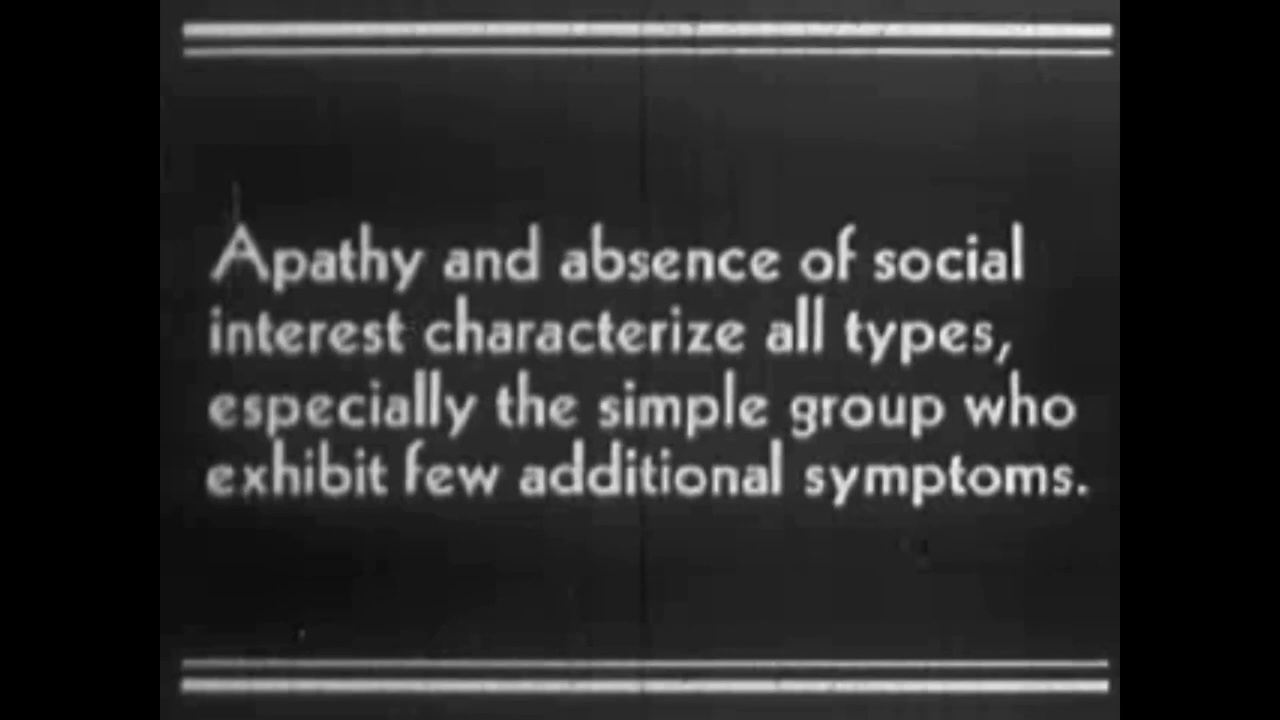 Apathy and absence of social
interest characterize all types,
especially the simple group who
exhibit few additional symptoms.